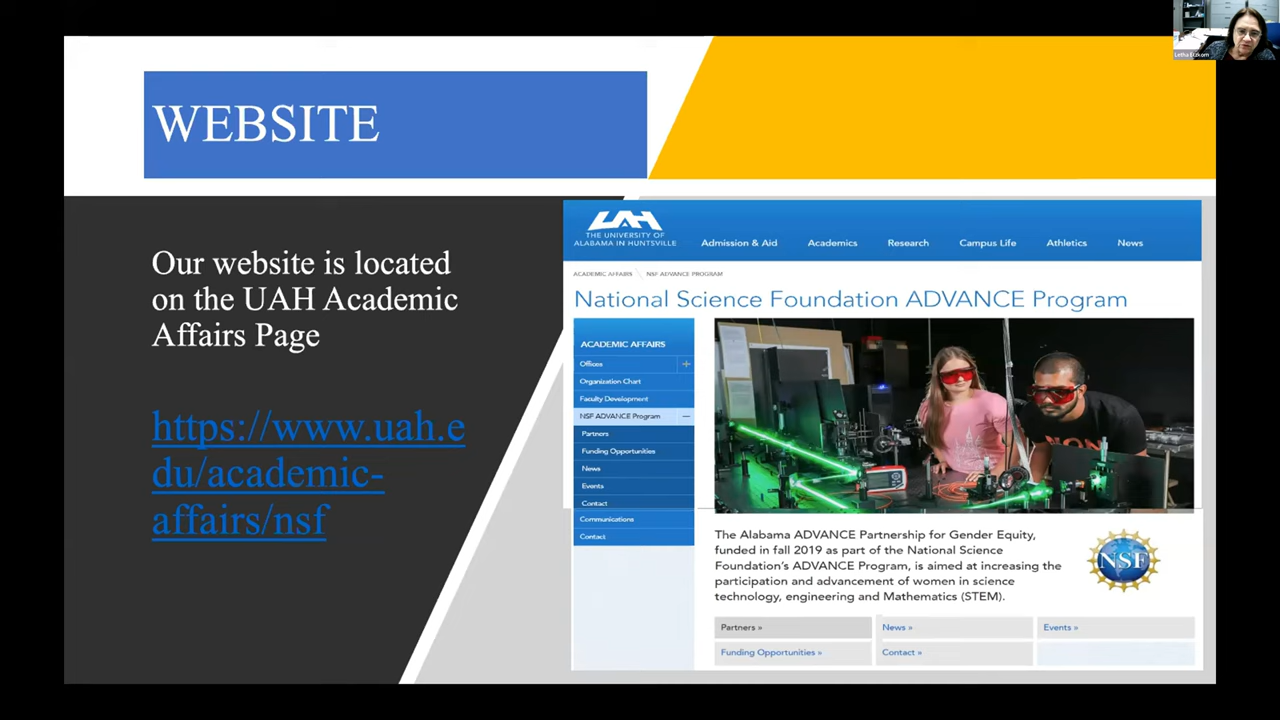 WEBSITE
Our website is located
on the UAH Academic
Affairs Page
https://www.uah.e
du/academic-
affairs/nsf
UAH
THE UNIVERSITY OF
ALABAMA IN HUNTSVILLE
Admission & Aid
Academics
Research
Campus Life
Athletics
News
ACADEMIC AFFAIRS
NSF ADVANCE PROGRAM
National Science Foundation ADVANCE Program
ACADEMIC AFFAIRS
Offices
Organization Chart
Faculty Development
NSF ADVANCE Program
Partners
Funding Opportunities
News
Events
Contact
Communications
Contact
The Alabama ADVANCE Partnership for Gender Equity,
funded in fall 2019 as part of the National Science
Foundation's ADVANCE Program, is aimed at increasing the
participation and advancement of women in science
technology, engineering and Mathematics (STEM).
NSF
Partners »
News »
Events »
Funding Opportunities »
Contact »